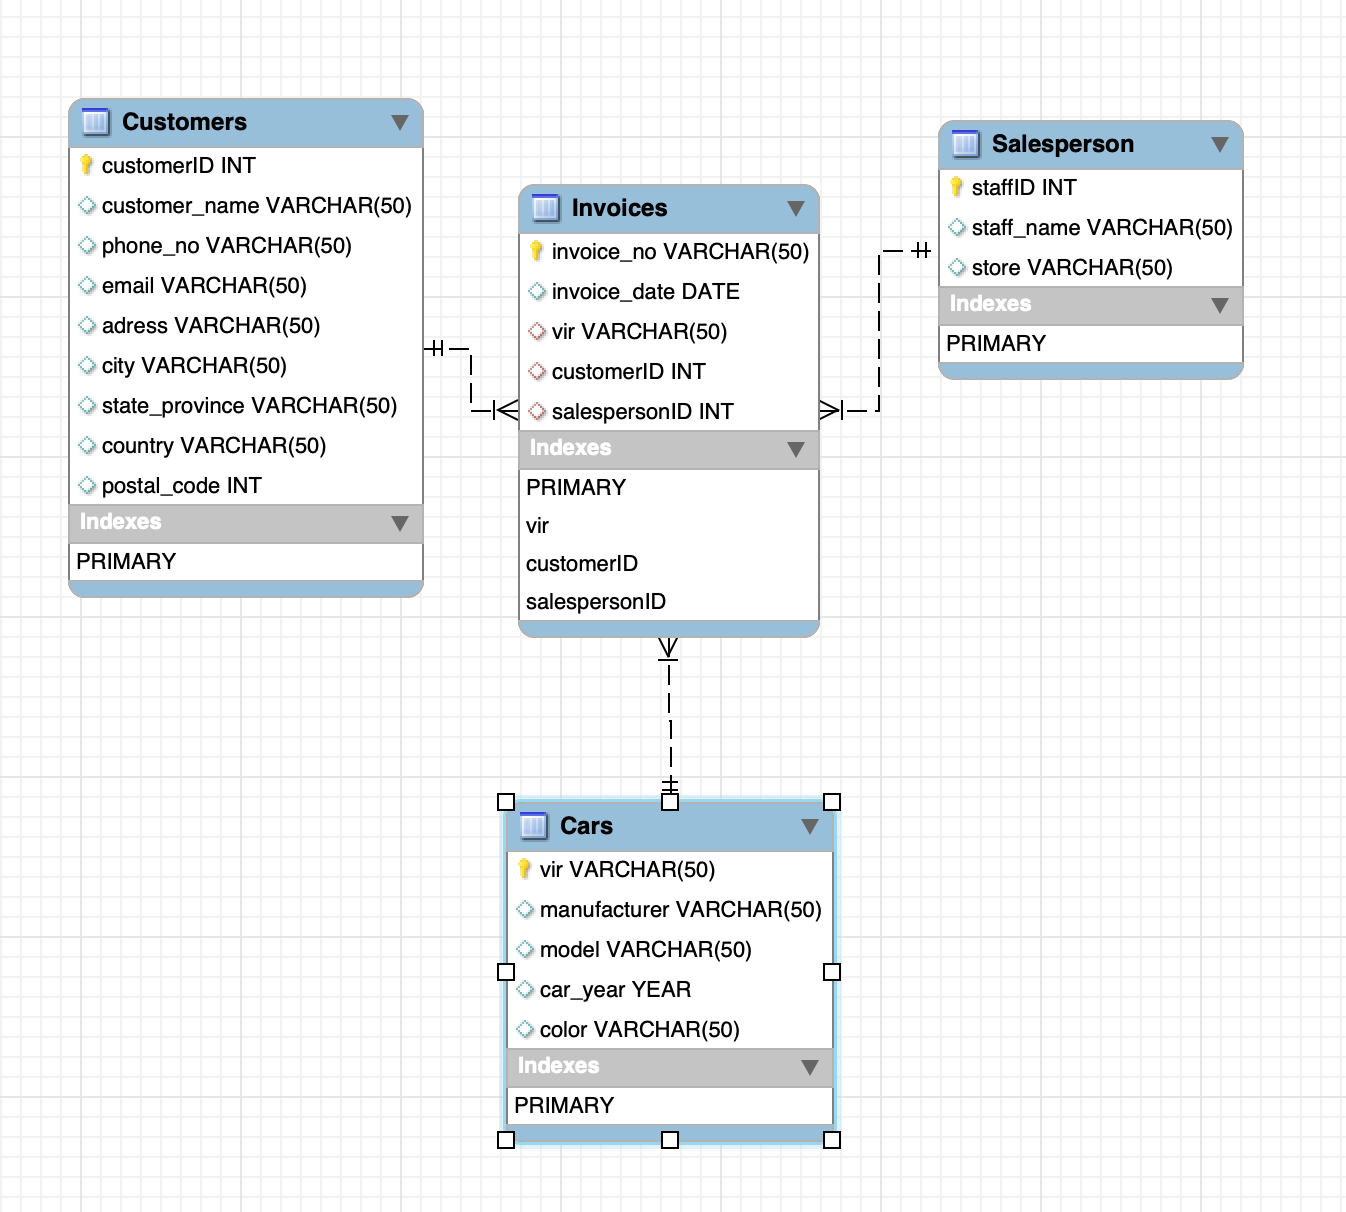 Customers
customerID INT
customer_name VARCHAR(50)
phone_no VARCHAR(50)
email VARCHAR(50)
adress VARCHAR(50)
city VARCHAR(50)
state_province VARCHAR(50)
country VARCHAR(50)
postal_code INT
Indexes
PRIMARY
Invoices
invoice_no VARCHAR(50)
invoice_date DATE
vir VARCHAR(50)
customerID INT
salespersonID INT
Indexes
PRIMARY
vir
customerID
salespersonID
Salesperson
staffID INT
staff_name VARCHAR(50)
store VARCHAR(50)
Indexes
PRIMARY
Cars
vir VARCHAR(50)
manufacturer VARCHAR(50)
model VARCHAR(50)
car_year YEAR
color VARCHAR(50)
Indexes
PRIMARY